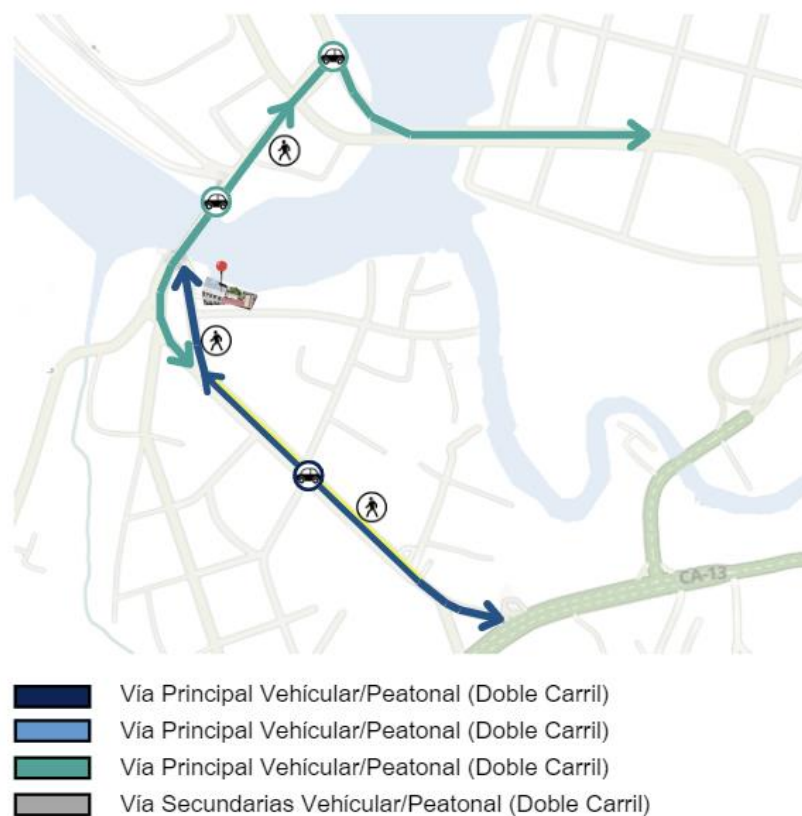 CA-13
Vía Principal Vehícular/Peatonal (Doble Carril)
Vía Principal Vehícular/Peatonal (Doble Carril)
Vía Principal Vehícular/Peatonal (Doble Carril)
Vía Secundarias Vehícular/Peatonal (Doble Carril)